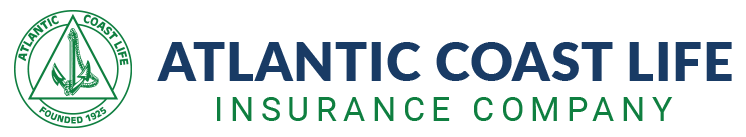 ATLANTIC COAST LIFE
FOUNDED 1925
ATLANTIC COAST LIFE
INSURANCE COMPANY